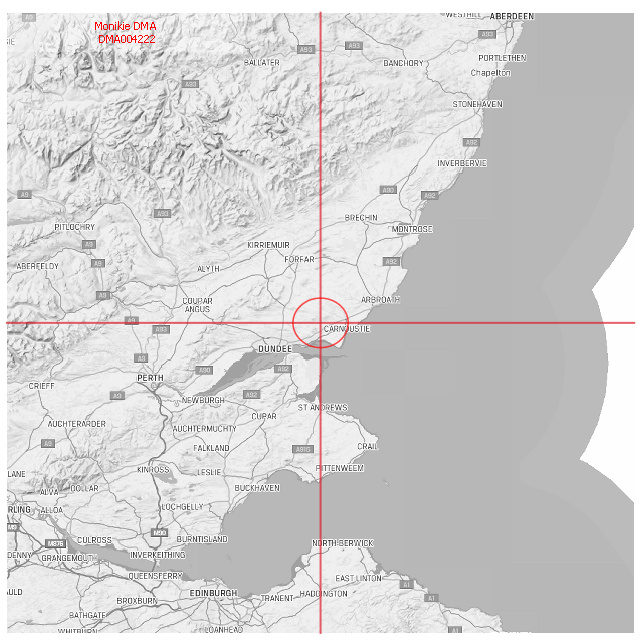 WESTHILL
ABERDEEN
A9
Monikie DMA
DMA004222
A93
A93
A93
BALLATER
BANCHORY
PORTLETHEN
Chapelton
A93
STONEHAVEN
A92
INVERBERVIE
A9
A90
A92
A93
BRECHIN
PITLOCHRY
MONTROSE
A9
KIRRIEMUIR
FORFAR
A9
ABERFELDY
ALYTH
A92
A9
COUPAR
ANGUS
ARBROATH
A9
A93
CARNOUSTIE
DUNDEE
A9
A90
A92
PERTH
CRIEFF
A9
A92
NEWBURGH
ST ANDREWS
CUPAR
AUCHTERARDER
AUCHTERMUCHTY
A9
FALKLAND
A915
CRAIL
LANE
KINROSS
LESLIE
PITTENWEEM
ALVA
DOLLAR
BUCKHAVEN
RLING
ALLOA
LOCHGELLY
M9
M90
CULROSS
BURNTISLAND
M876
NORTH BERWICK
DENNY
GRANGEMOUTH
INVERKEITHING
QUEENSFERRY
EAST LINTON
A1
AULD
BROXBURN
EDINBURGH
TRANENT
HADDINGTON
A1
BATHGATE
WHITBURN
LOANHEAD
A1